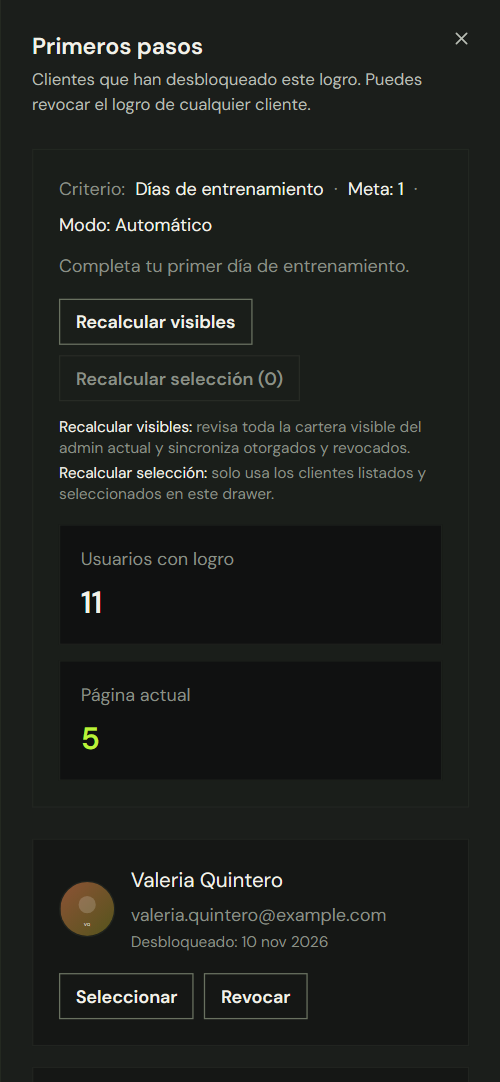 Primeros pasos
Clientes que han desbloqueado este logro. Puedes
revocar el logro de cualquier cliente.
Criterio: Días de entrenamiento · Meta: 1 ·
Modo: Automático
Completa tu primer día de entrenamiento.
Recalcular visibles
Recalcular selección (0)
Recalcular visibles: revisa toda la cartera visible del
admin actual y sincroniza otorgados y revocados.
Recalcular selección: solo usa los clientes listados y
seleccionados en este drawer.
Usuarios con logro
11
Página actual
5
Valeria Quintero
valeria.quintero@example.com
Desbloqueado: 10 nov 2026
Seleccionar Revocar